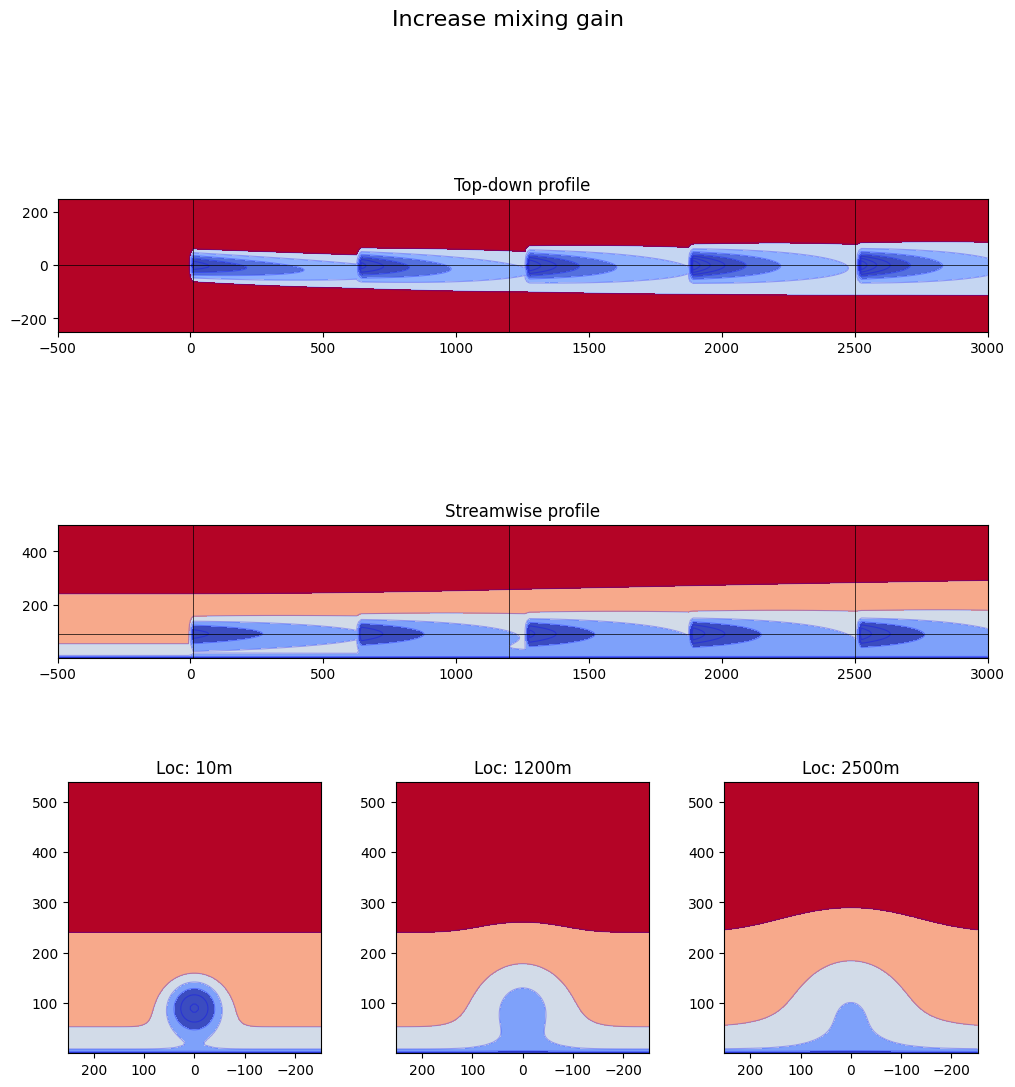 Increase mixing gain
Top-down profile
200
0
−200
−500 0 500 1000 1500 2000 2500 3000
Streamwise profile
400
200
−500 0 500 1000 1500 2000 2500 3000
Loc: 10m Loc: 1200m Loc: 2500m
500 500 500
400 400 400
300 300 300
200 200 200
100 100 100
200 100 0 −100 −200 200 100 0 −100 −200 200 100 0 −100 −200